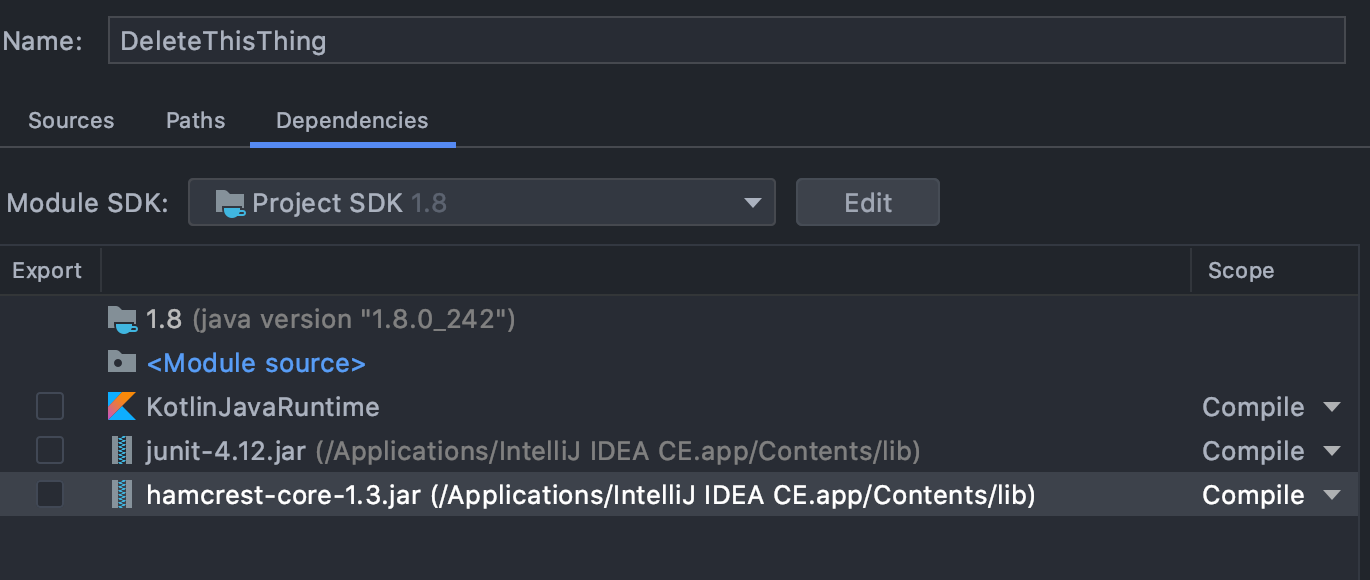 Name: DeleteThisThing
Sources Paths Dependencies
Module SDK: Project SDK 1.8 Edit
Export Scope
1.8 (java version "1.8.0_242")
<Module source>
KotlinJavaRuntime Compile
junit-4.12.jar (/Applications/IntelliJ IDEA CE.app/Contents/lib) Compile
hamcrest-core-1.3.jar (/Applications/IntelliJ IDEA CE.app/Contents/lib) Compile